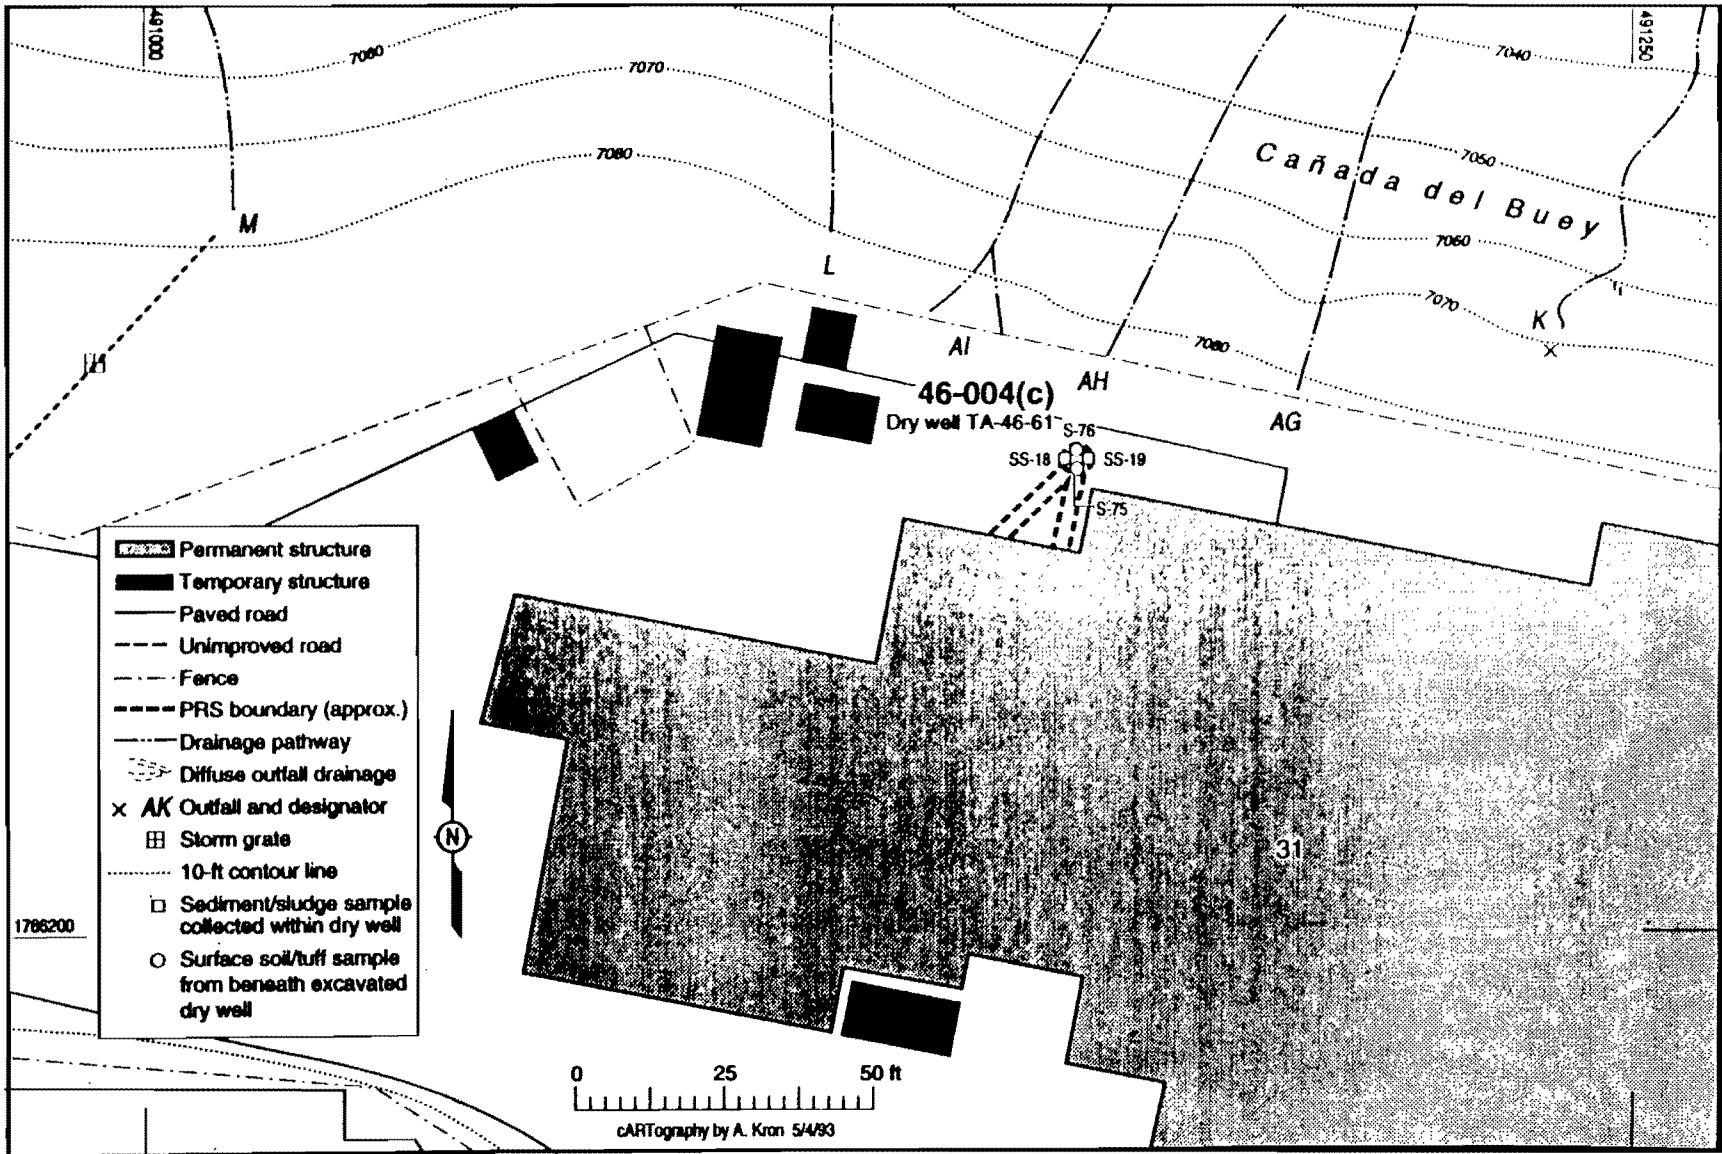 491000
491250
7060
7070
7080
7040
7050
Cañada del Buey
7060
7070
7080
M
L
K
AI
AH
AG
46-004(c)
Dry well TA-46-61
S-76
SS-18
SS-19
S-75
Permanent structure
Temporary structure
Paved road
Unimproved road
Fence
PRS boundary (approx.)
Drainage pathway
Diffuse outfall drainage
× AK Outfall and designator
Storm grate
10-ft contour line
Sediment/sludge sample
collected within dry well
Surface soil/tuff sample
from beneath excavated
dry well
N
31
1766200
0 25 50 ft
cARTography by A. Kron 5/4/93